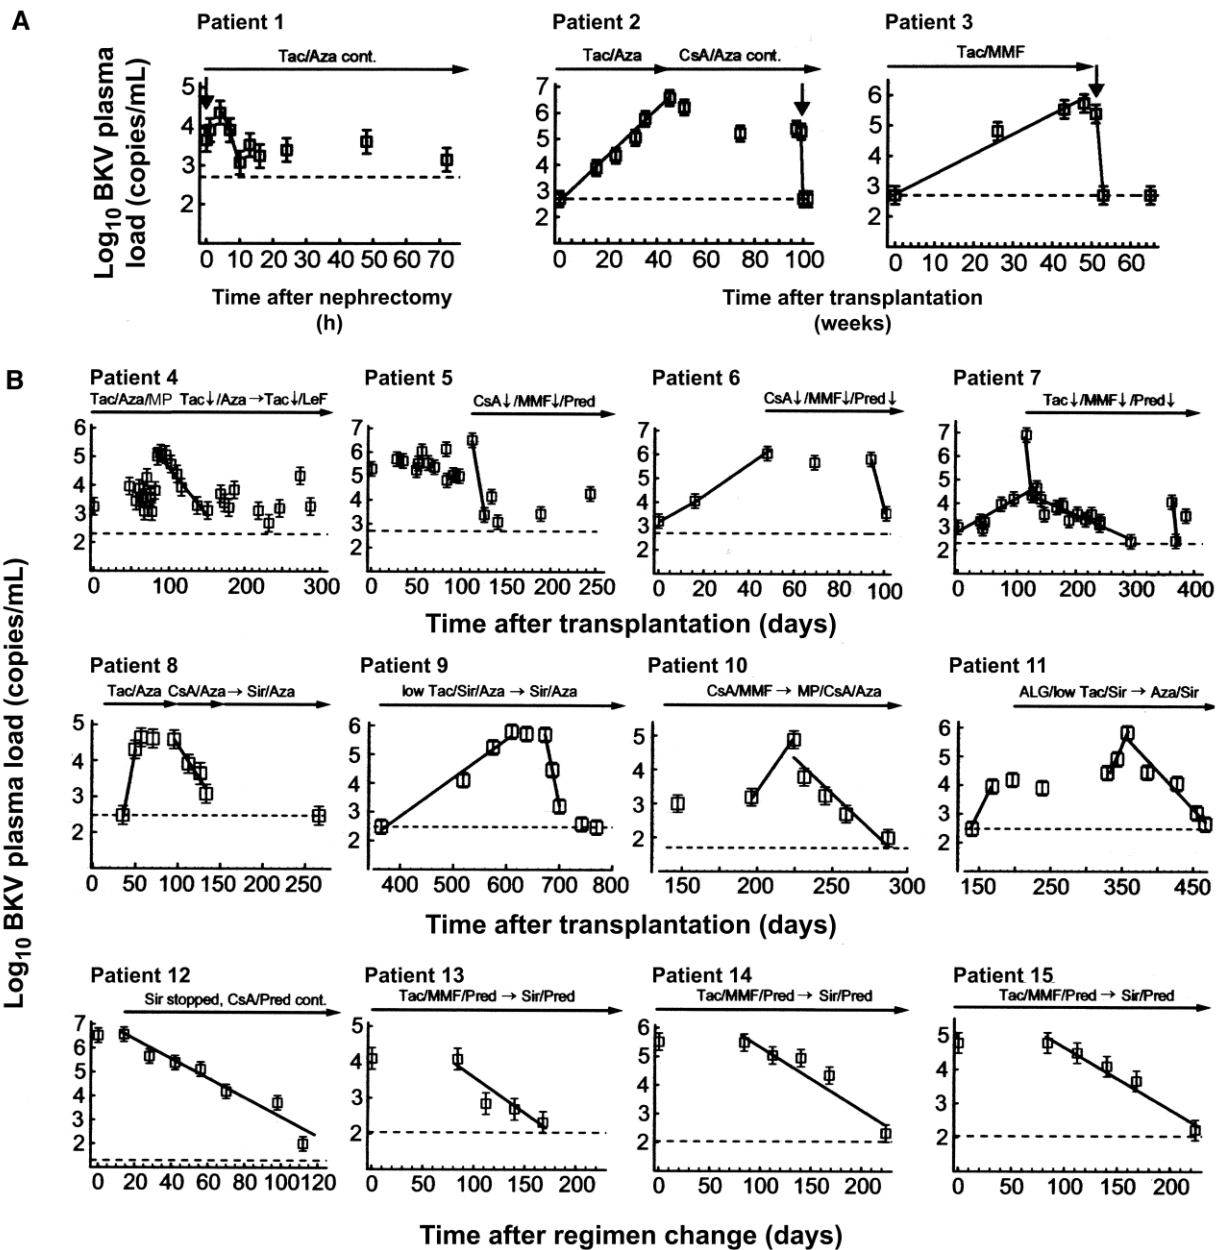 A
Patient 1
Patient 2
Patient 3
Tac/Aza cont.
Tac/Aza
CsA/Aza cont.
Tac/MMF
Log10 BKV plasma
load (copies/mL)
5
4
3
2
0 10 20 30 40 50 60 70
7
6
5
4
3
2
0 20 40 60 80 100
6
5
4
3
2
0 10 20 30 40 50 60
Time after nephrectomy
(h)
Time after transplantation
(weeks)
B
Log10 BKV plasma load (copies/mL)
Patient 4
Patient 5
Patient 6
Patient 7
Tac/Aza/MP Tac↓/Aza→Tac↓/LeF
CsA↓/MMF↓/Pred
CsA↓/MMF↓/Pred↓
Tac↓/MMF↓/Pred↓
6
5
4
3
2
0 100 200 300
7
6
5
4
3
2
0 50 100 150 200 250
7
6
5
4
3
2
0 20 40 60 80 100
7
6
5
4
3
2
0 100 200 300 400
Time after transplantation (days)
Patient 8
Patient 9
Patient 10
Patient 11
Tac/Aza CsA/Aza→ Sir/Aza
low Tac/Sir/Aza → Sir/Aza
CsA/MMF → MP/CsA/Aza
ALG/low Tac/Sir → Aza/Sir
5
4
3
2
0 50 100 150 200 250
6
5
4
3
2
400 500 600 700 800
5
4
3
2
150 200 250 300
6
5
4
3
2
150 250 350 450
Time after transplantation (days)
Patient 12
Patient 13
Patient 14
Patient 15
Sir stopped, CsA/Pred cont.
Tac/MMF/Pred → Sir/Pred
Tac/MMF/Pred → Sir/Pred
Tac/MMF/Pred → Sir/Pred
7
6
5
4
3
2
0 20 40 60 80 100 120
5
4
3
2
0 50 100 150 200
6
5
4
3
2
0 50 100 150 200
5
4
3
2
0 50 100 150 200
Time after regimen change (days)